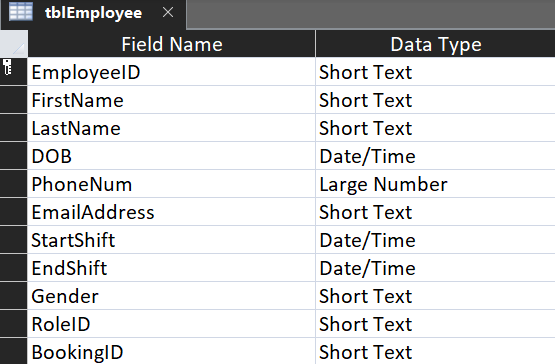 tblEmployee
Field Name Data Type
EmployeeID Short Text
FirstName Short Text
LastName Short Text
DOB Date/Time
PhoneNum Large Number
EmailAddress Short Text
StartShift Date/Time
EndShift Date/Time
Gender Short Text
RoleID Short Text
BookingID Short Text